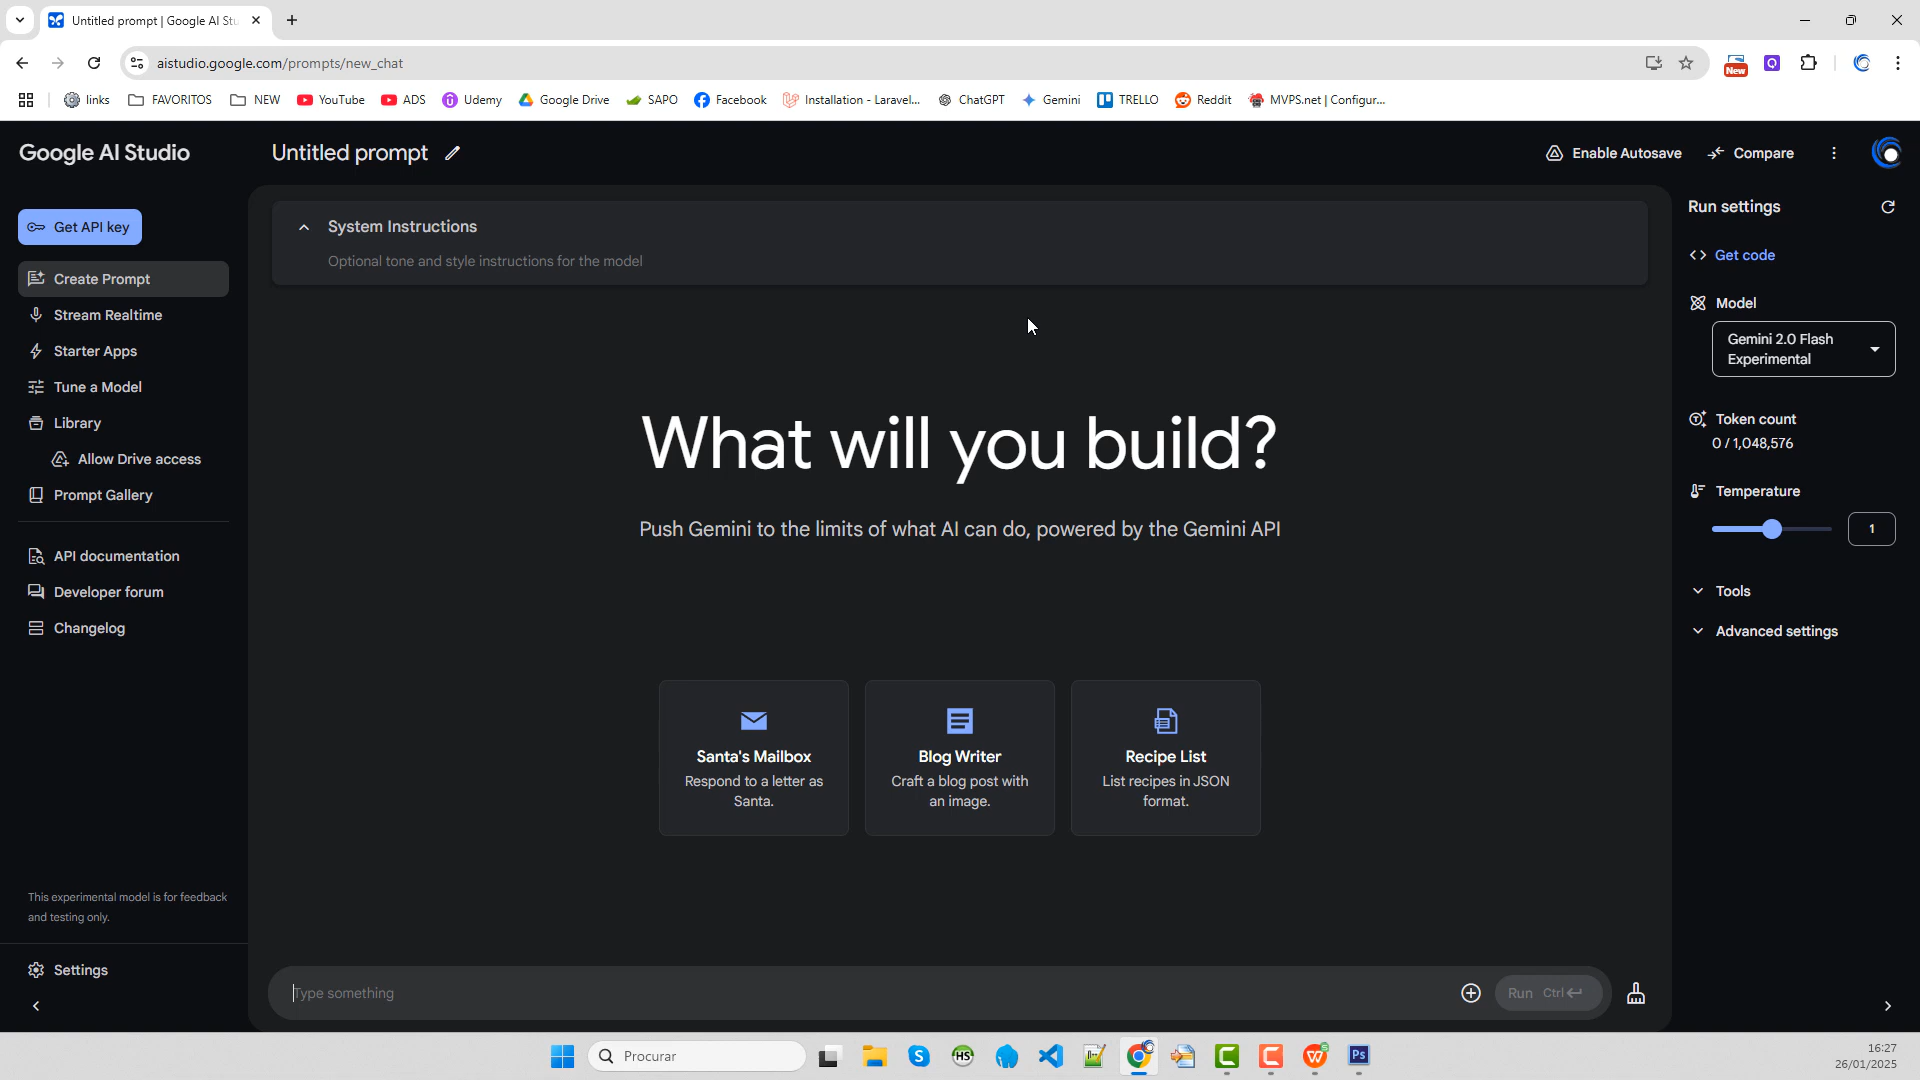 Untitled prompt | Google AI Stu
aistudio.google.com/prompts/new_chat
New
links
FAVORITOS
NEW
YouTube
ADS
Udemy
Google Drive
SAPO
Facebook
Installation - Laravel...
ChatGPT
Gemini
TRELLO
Reddit
MVPS.net | Configur...
Google AI Studio
Untitled prompt
Enable Autosave
Compare
Get API key
Create Prompt
Stream Realtime
Starter Apps
Tune a Model
Library
Allow Drive access
Prompt Gallery
API documentation
Developer forum
Changelog
This experimental model is for feedback
and testing only.
Settings
System Instructions
Optional tone and style instructions for the model
What will you build?
Push Gemini to the limits of what AI can do, powered by the Gemini API
Santa's Mailbox
Respond to a letter as
Santa.
Blog Writer
Craft a blog post with
an image.
Recipe List
List recipes in JSON
format.
Type something
Run Ctrl
Run settings
Get code
Model
Gemini 2.0 Flash
Experimental
Token count
0 / 1,048,576
Temperature
1
Tools
Advanced settings
Procurar
HS
Ps
16:27
26/01/2025